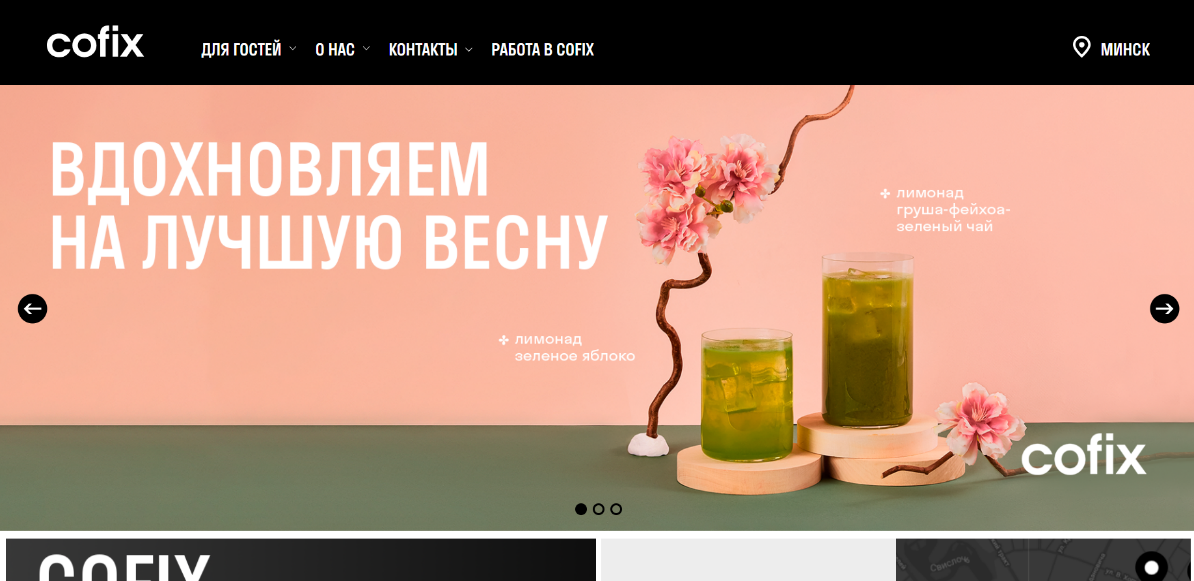 cofix
ДЛЯ ГОСТЕЙ
О НАС
КОНТАКТЫ
РАБОТА В COFIX
МИНСК
ВДОХНОВЛЯЕМ
НА ЛУЧШУЮ ВЕСНУ
+ лимонад
груша-фейхоа-
зеленый чай
+ лимонад
зеленое яблоко
cofix
COFIX
Свислочь